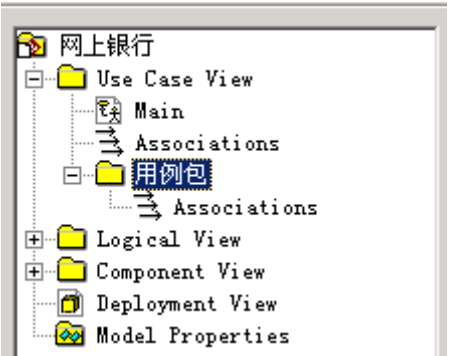 网上银行
Use Case View
Main
Associations
用例包
Associations
Logical View
Component View
Deployment View
Model Properties